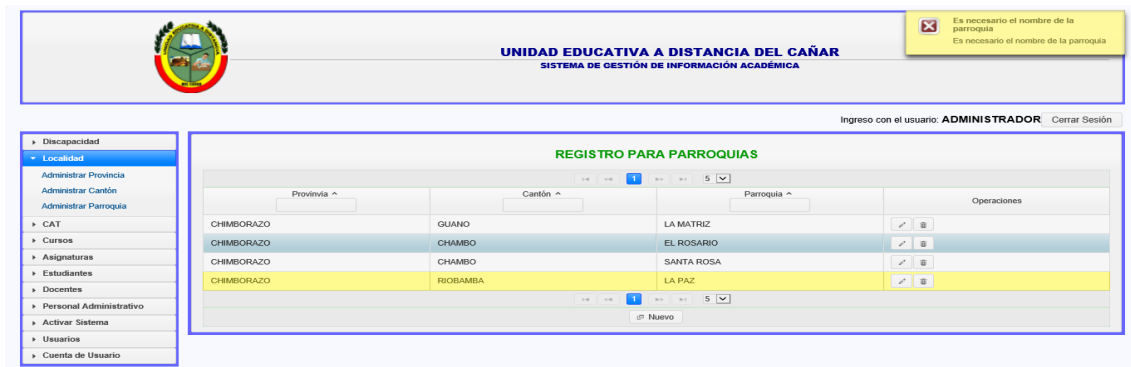 Es necesario el nombre de la
parroquia
Es necesario el nombre de la parroquia
UNIDAD EDUCATIVA A DISTANCIA DEL CAÑAR
SISTEMA DE GESTIÓN DE INFORMACIÓN ACADÉMICA
Ingreso con el usuario: ADMINISTRADOR Cerrar Sesión
Discapacidad
Localidad
Administrar Provincia
Administrar Cantón
Administrar Parroquia
CAT
Cursos
Asignaturas
Estudiantes
Docentes
Personal Administrativo
Activar Sistema
Usuarios
Cuenta de Usuario
REGISTRO PARA PARROQUIAS
1 5
Provinvia Cantón Parroquia Operaciones
CHIMBORAZO GUANO LA MATRIZ
CHIMBORAZO CHAMBO EL ROSARIO
CHIMBORAZO CHAMBO SANTA ROSA
CHIMBORAZO RIOBAMBA LA PAZ
1 5
Nuevo